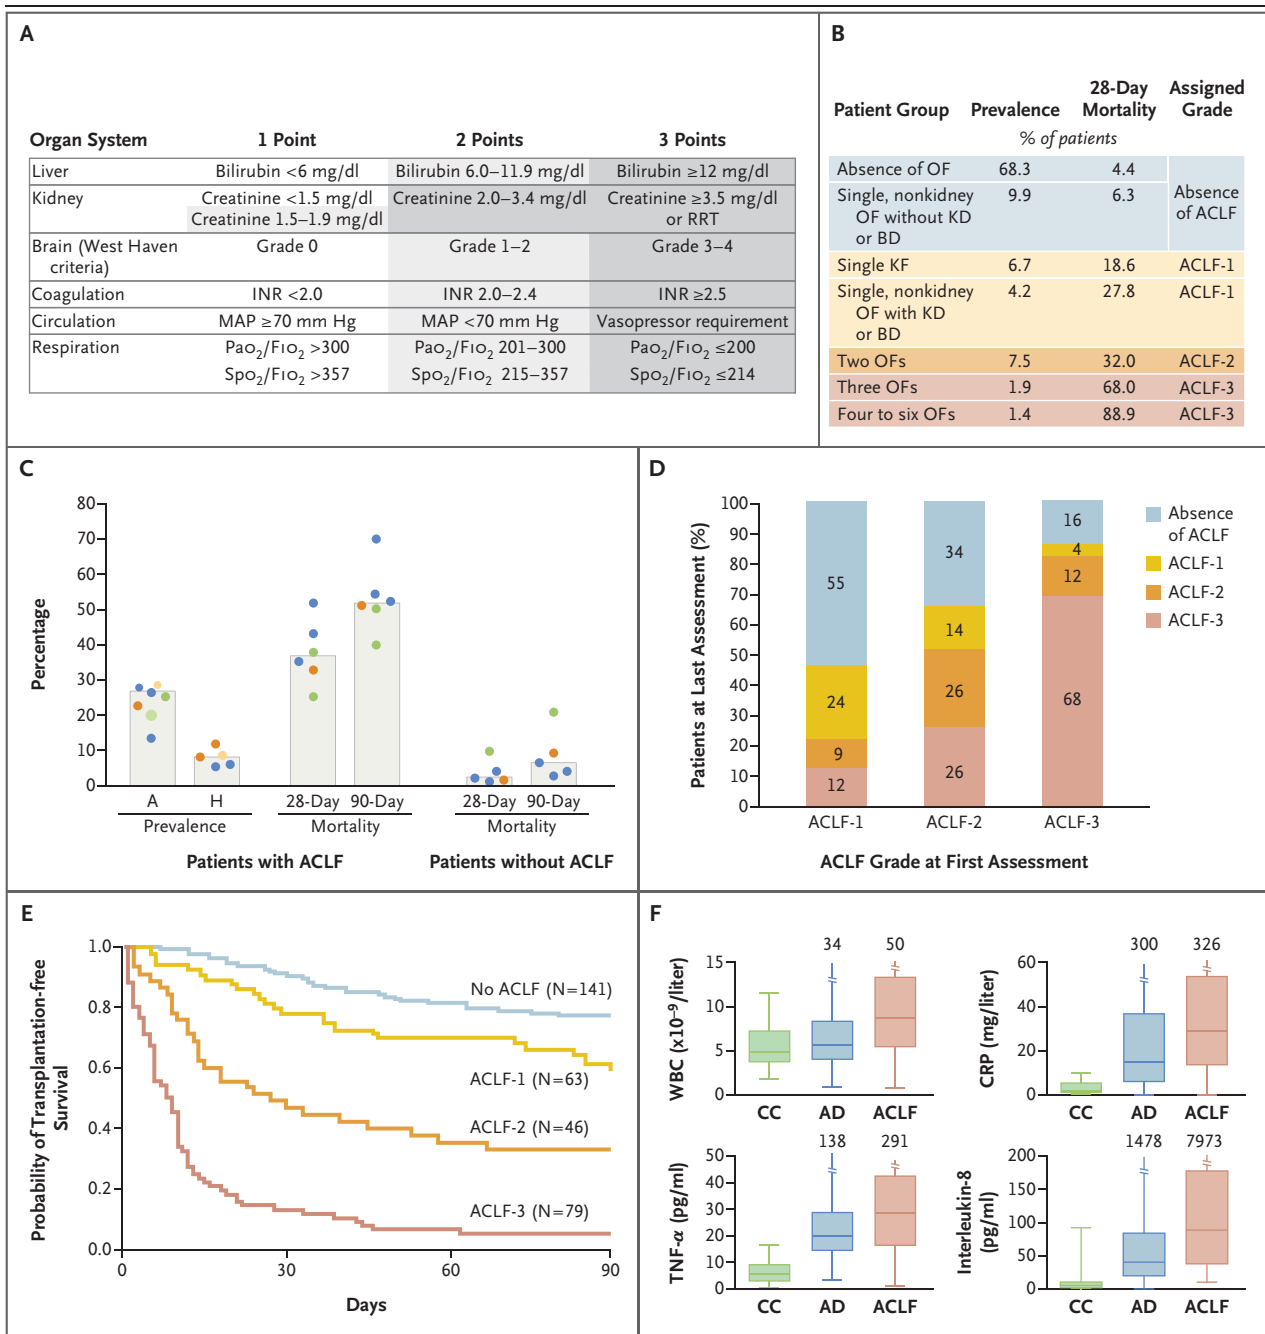 A
Organ System 1 Point 2 Points 3 Points
Liver Bilirubin <6 mg/dl Bilirubin 6.0–11.9 mg/dl Bilirubin ≥12 mg/dl
Kidney Creatinine <1.5 mg/dl Creatinine 2.0–3.4 mg/dl Creatinine ≥3.5 mg/dl
Creatinine 1.5–1.9 mg/dl or RRT
Brain (West Haven Grade 0 Grade 1–2 Grade 3–4
criteria)
Coagulation INR <2.0 INR 2.0–2.4 INR ≥2.5
Circulation MAP ≥70 mm Hg MAP <70 mm Hg Vasopressor requirement
Respiration PaO₂/FIO₂ >300 PaO₂/FIO₂ 201–300 PaO₂/FIO₂ ≤200
SpO₂/FIO₂ >357 SpO₂/FIO₂ 215–357 SpO₂/FIO₂ ≤214
B
28-Day Assigned
Patient Group Prevalence Mortality Grade
% of patients
Absence of OF 68.3 4.4
Single, nonkidney 9.9 6.3 Absence
OF without KD of ACLF
or BD
Single KF 6.7 18.6 ACLF-1
Single, nonkidney 4.2 27.8 ACLF-1
OF with KD
or BD
Two OFs 7.5 32.0 ACLF-2
Three OFs 1.9 68.0 ACLF-3
Four to six OFs 1.4 88.9 ACLF-3
C
Percentage
80
70
60
50
40
30
20
10
0
A H 28-Day 90-Day 28-Day 90-Day
Prevalence Mortality Mortality
Patients with ACLF Patients without ACLF
D
Patients at Last Assessment (%)
100
90
80
70
60
50
40
30
20
10
0
55
24
9
12
34
14
26
26
16
4
12
68
ACLF-1 ACLF-2 ACLF-3
ACLF Grade at First Assessment
Absence
of ACLF
ACLF-1
ACLF-2
ACLF-3
E
Probability of Transplantation-free
Survival
1.0
0.8
0.6
0.4
0.2
0.0
No ACLF (N=141)
ACLF-1 (N=63)
ACLF-2 (N=46)
ACLF-3 (N=79)
0 30 60 90
Days
F
WBC (x10⁻⁹/liter)
34 50
15
10
5
0
CC AD ACLF
CRP (mg/liter)
300 326
60
40
20
0
CC AD ACLF
TNF-α (pg/ml)
138 291
50
40
30
20
10
0
CC AD ACLF
Interleukin-8
(pg/ml)
1478 7973
200
150
100
50
0
CC AD ACLF